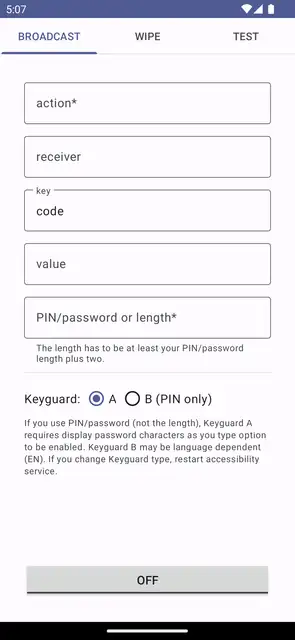 5:07
BROADCAST WIPE TEST
action*
receiver
key
code
value
PIN/password or length*
The length has to be at least your PIN/password
length plus two.
Keyguard: A B (PIN only)
If you use PIN/password (not the length), Keyguard A
requires display password characters as you type option
to be enabled. Keyguard B may be language dependent
(EN). If you change Keyguard type, restart accessibility
service.
OFF